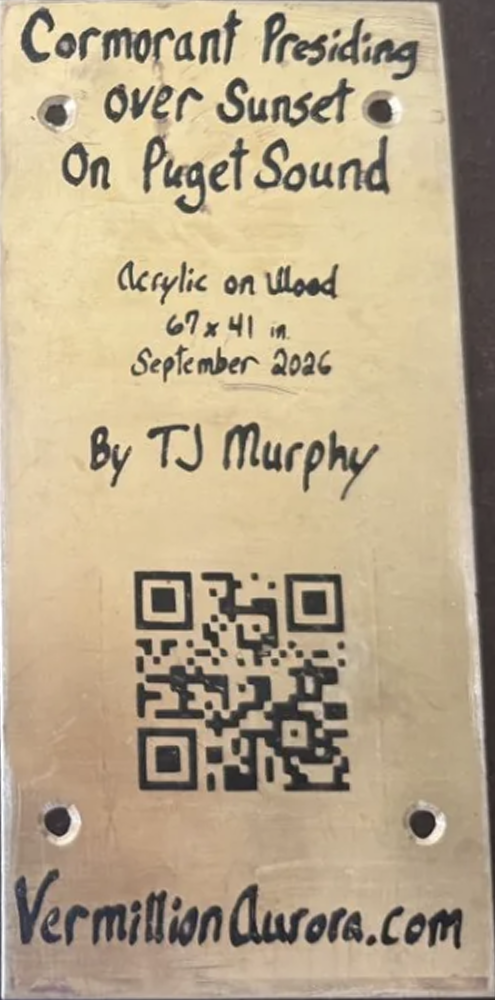 Cormorant Presiding
over Sunset
On Puget Sound
Acrylic on Wood
67 x 41 in.
September 2026
By TJ Murphy
VermillionAurora.com